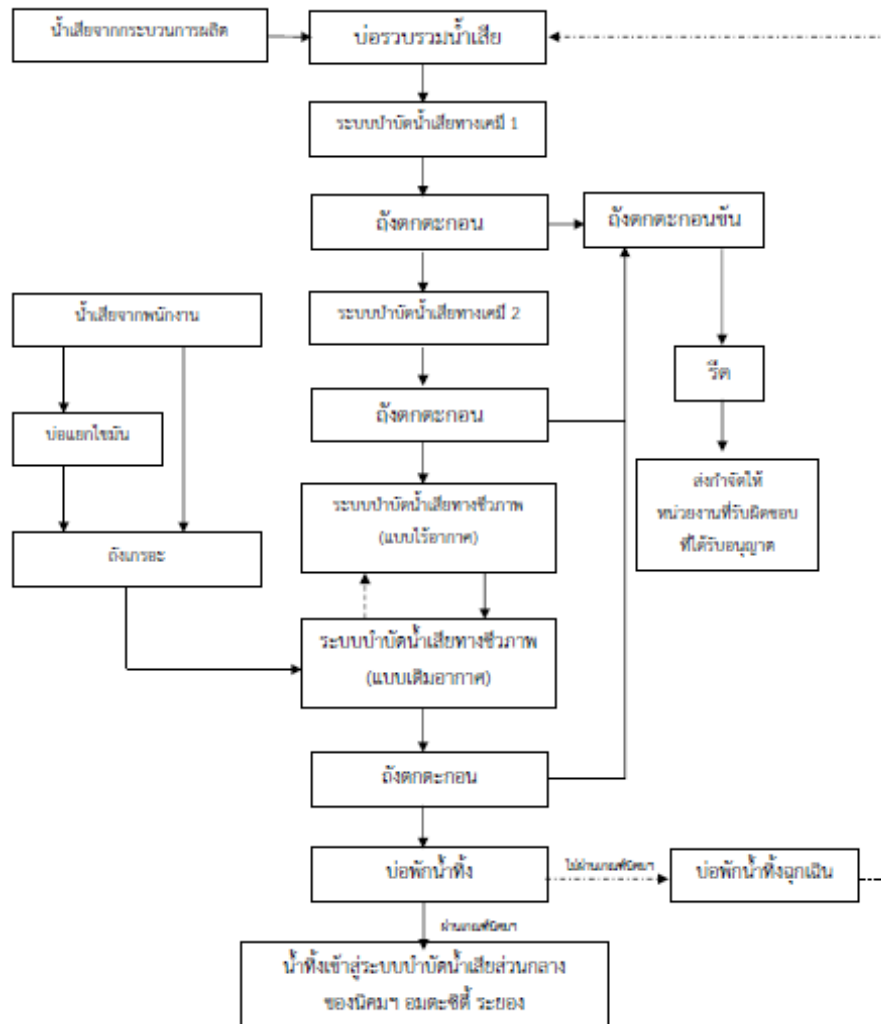 น้ำเสียจากกระบวนการผลิต
บ่อรวบรวมน้ำเสีย
ระบบบำบัดน้ำเสียทางเคมี 1
ถังตกตะกอน
ถังตกตะกอนข้น
น้ำเสียจากพนักงาน
ระบบบำบัดน้ำเสียทางเคมี 2
รีด
บ่อแยกไขมัน
ถังตกตะกอน
ส่งกำจัดให้
หน่วยงานที่รับผิดชอบ
ที่ได้รับอนุญาต
ระบบบำบัดน้ำเสียทางชีวภาพ
(แบบไร้อากาศ)
ถังเกรอะ
ระบบบำบัดน้ำเสียทางชีวภาพ
(แบบเติมอากาศ)
ถังตกตะกอน
บ่อพักน้ำทิ้ง
ไม่ผ่านเกณฑ์นิคมฯ
บ่อพักน้ำทิ้งฉุกเฉิน
ผ่านเกณฑ์นิคมฯ
น้ำทิ้งเข้าสู่ระบบบำบัดน้ำเสียส่วนกลาง
ของนิคมฯ อมตะซิตี้ ระยอง